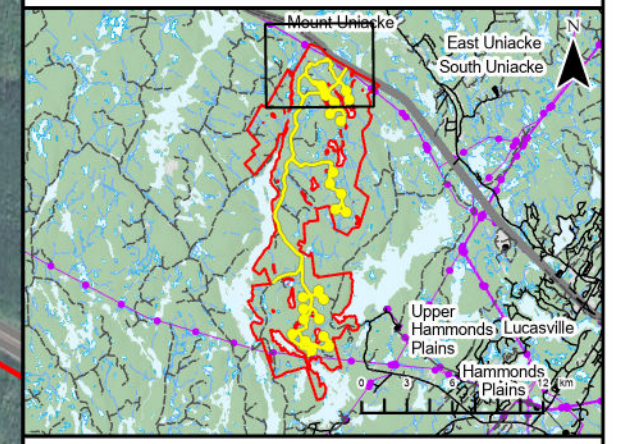 Mount Uniacke
N
East Uniacke
South Uniacke
Upper
Hammonds
Plains
Lucasville
Hammonds
Plains
0 3 6 12 km